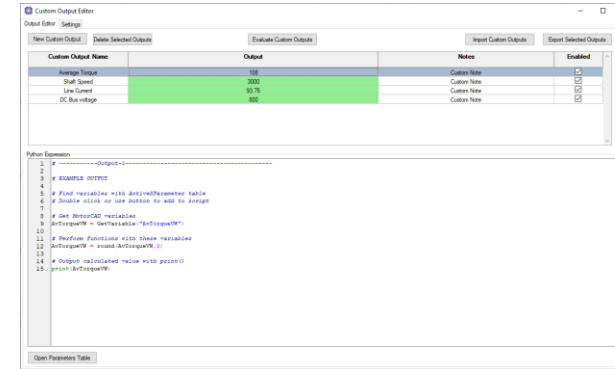 Custom Output Editor
Output Editor Settings
New Custom Output Delete Selected Outputs Evaluate Custom Outputs Import Custom Outputs Export Selected Outputs
Custom Output Name Output Notes Enabled
Average Torque 108 Custom Note
Shaft Speed 3000 Custom Note
Line Current 93.75 Custom Note
DC Bus voltage 800 Custom Note
Python Expression
1 # -----------Output-1------------------------------------------
2
3 # EXAMPLE OUTPUT
4
5 # Find variables with ActiveXParameter table
6 # Double click or use button to add to script
7
8 # Get MotorCAD variables
9 AvTorqueVW = GetVariable("AvTorqueVW")
10
11 # Perform functions with these variables
12 AvTorqueVW = round(AvTorqueVW,2)
13
14 # Output calculated value with print()
15 print(AvTorqueVW)
Open Parameters Table